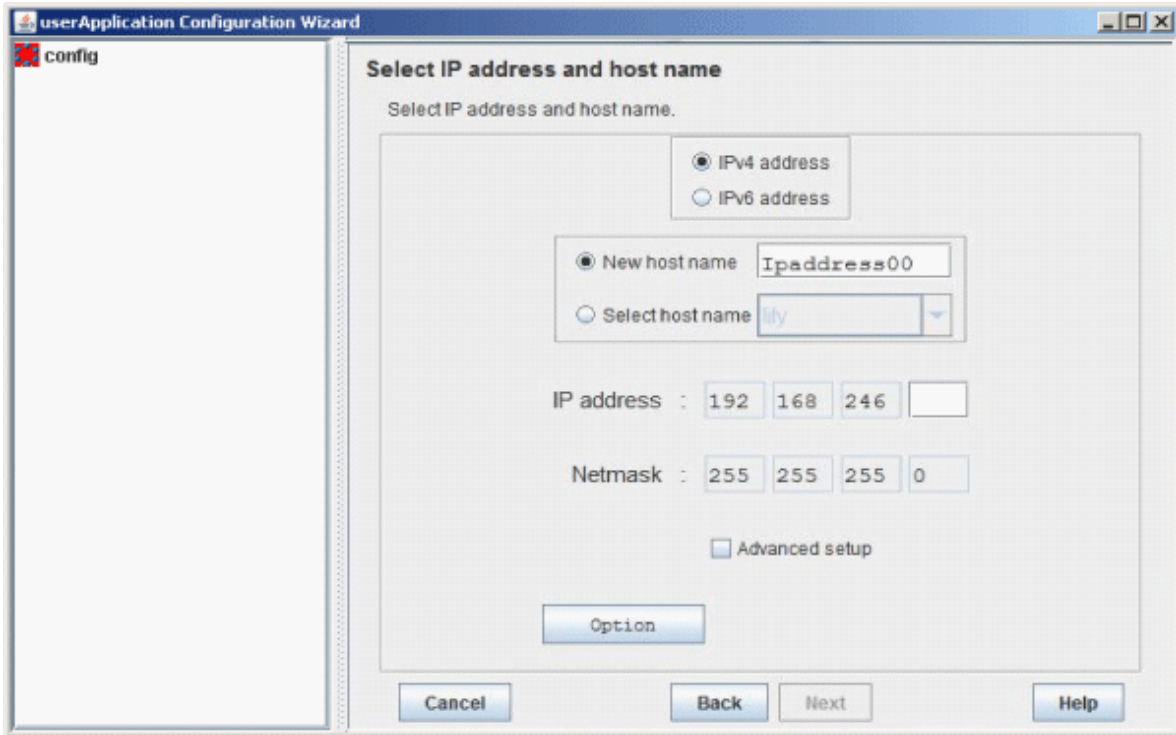 userApplication Configuration Wizard
config
Select IP address and host name
Select IP address and host name.
IPv4 address
IPv6 address
New host name Ipaddress00
Select host name lily
IP address : 192 168 246
Netmask : 255 255 255 0
Advanced setup
Option
Cancel Back Next Help